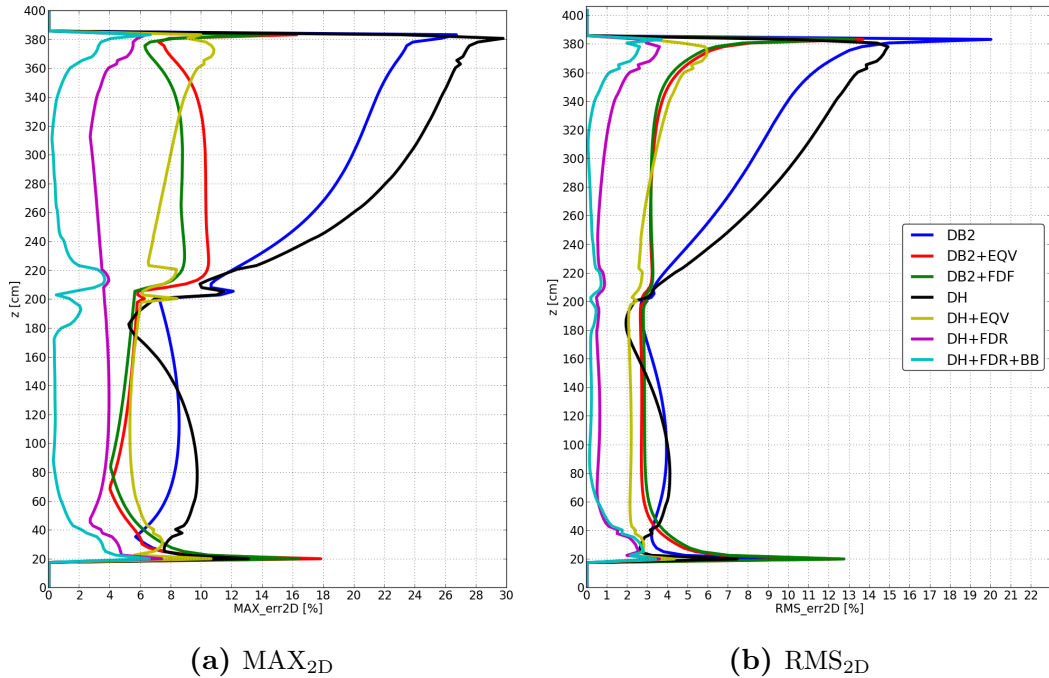 400
380
360
340
320
300
280
260
240
220
200
180
160
140
120
100
80
60
40
20
0
z [cm]
0 2 4 6 8 10 12 14 16 18 20 22 24 26 28 30
MAX_err2D [%]
(a) MAX2D
400
380
360
340
320
300
280
260
240
220
200
180
160
140
120
100
80
60
40
20
0
z [cm]
0 1 2 3 4 5 6 7 8 9 10 11 12 13 14 15 16 17 18 19 20 21 22
RMS_err2D [%]
DB2
DB2+EQV
DB2+FDF
DH
DH+EQV
DH+FDR
DH+FDR+BB
(b) RMS2D